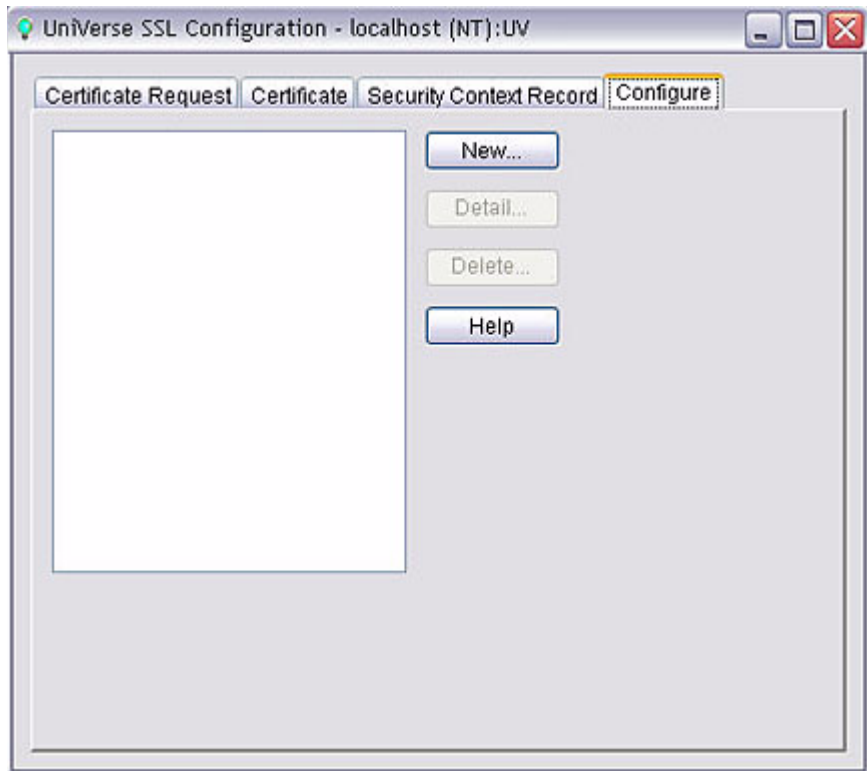 UniVerse SSL Configuration - localhost (NT):UV
Certificate Request Certificate Security Context Record Configure
New...
Detail...
Delete...
Help